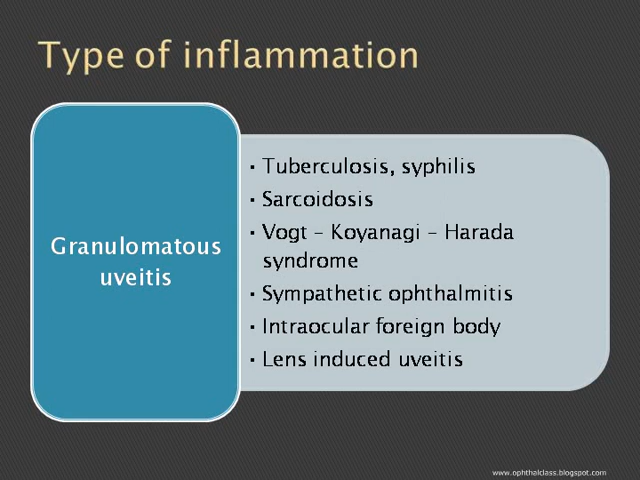 Type of inflammation
Granulomatous
uveitis
• Tuberculosis, syphilis
• Sarcoidosis
• Vogt – Koyanagi – Harada
syndrome
• Sympathetic ophthalmitis
• Intraocular foreign body
• Lens induced uveitis
www.ophthalclass.blogspot.com